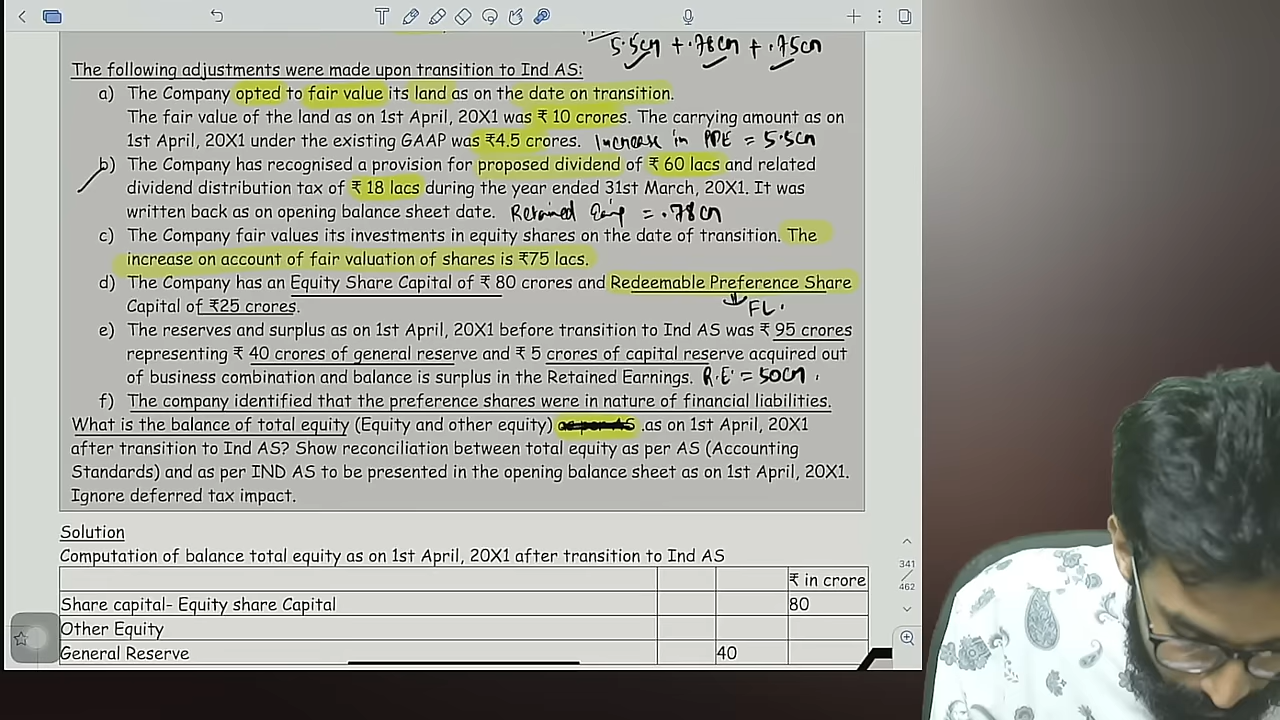 5.5cr + .78cr + .75cr
The following adjustments were made upon transition to Ind AS:
a) The Company opted to fair value its land as on the date on transition.
The fair value of the land as on 1st April, 20X1 was ₹ 10 crores. The carrying amount as on
1st April, 20X1 under the existing GAAP was ₹4.5 crores. Increase in PPE = 5.5cr
b) The Company has recognised a provision for proposed dividend of ₹ 60 lacs and related
dividend distribution tax of ₹ 18 lacs during the year ended 31st March, 20X1. It was
written back as on opening balance sheet date. Retained = .78cr
c) The Company fair values its investments in equity shares on the date of transition. The
increase on account of fair valuation of shares is ₹75 lacs.
d) The Company has an Equity Share Capital of ₹ 80 crores and Redeemable Preference Share
Capital of ₹25 crores.
FL.
e) The reserves and surplus as on 1st April, 20X1 before transition to Ind AS was ₹ 95 crores
representing ₹ 40 crores of general reserve and ₹ 5 crores of capital reserve acquired out
of business combination and balance is surplus in the Retained Earnings. R.E. = 50cr.
f) The company identified that the preference shares were in nature of financial liabilities.
What is the balance of total equity (Equity and other equity) as per AS .as on 1st April, 20X1
after transition to Ind AS? Show reconciliation between total equity as per AS (Accounting
Standards) and as per IND AS to be presented in the opening balance sheet as on 1st April, 20X1.
Ignore deferred tax impact.
Solution
Computation of balance total equity as on 1st April, 20X1 after transition to Ind AS
₹ in crore
Share capital- Equity share Capital 80
Other Equity
General Reserve 40
341
462